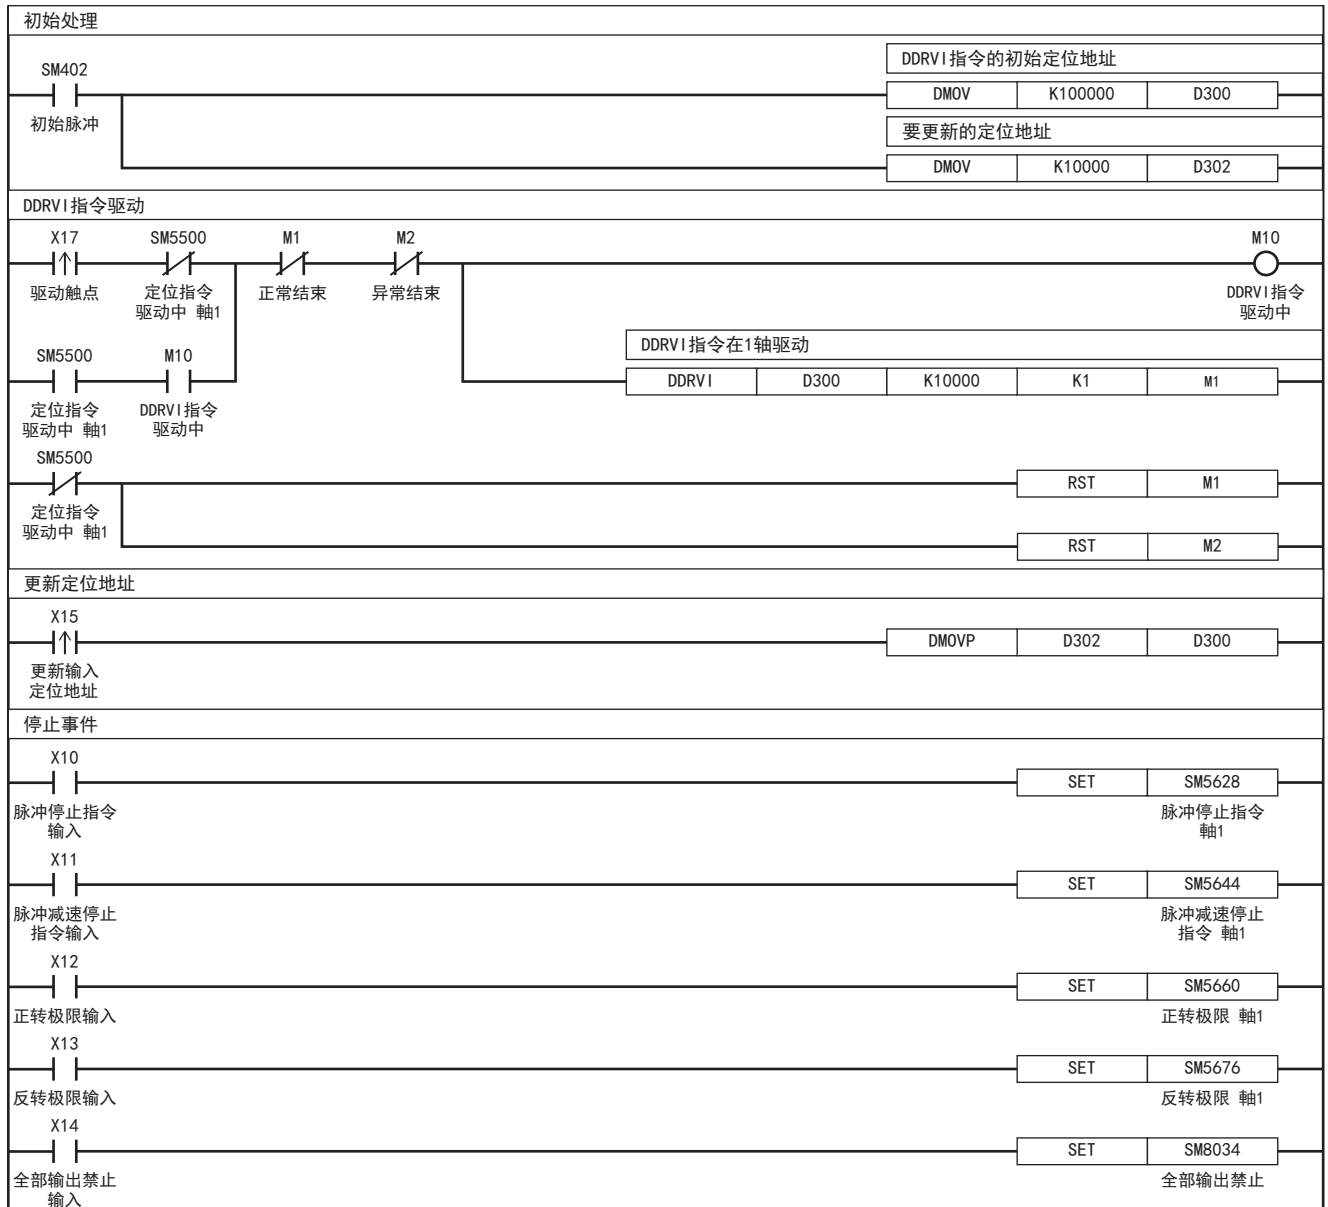 初始处理
DDRVI指令的初始定位地址
SM402
DMOV K100000 D300
初始脉冲
要更新的定位地址
DMOV K10000 D302
DDRVI指令驱动
X17 SM5500 M1 M2 M10
驱动触点 定位指令 正常结束 异常结束 DDRVI指令
驱动中 軸1 驱动中
DDRVI指令在1轴驱动
SM5500 M10
DDRVI D300 K10000 K1 M1
定位指令 DDRVI指令
驱动中 軸1 驱动中
SM5500
RST M1
定位指令
驱动中 軸1
RST M2
更新定位地址
X15
DMOVP D302 D300
更新输入
定位地址
停止事件
X10
SET SM5628
脉冲停止指令 脉冲停止指令
输入 軸1
X11
SET SM5644
脉冲减速停止 脉冲减速停止
指令输入 指令 軸1
X12
SET SM5660
正转极限输入 正转极限 軸1
X13
SET SM5676
反转极限输入 反转极限 軸1
X14
SET SM8034
全部输出禁止 全部输出禁止
输入